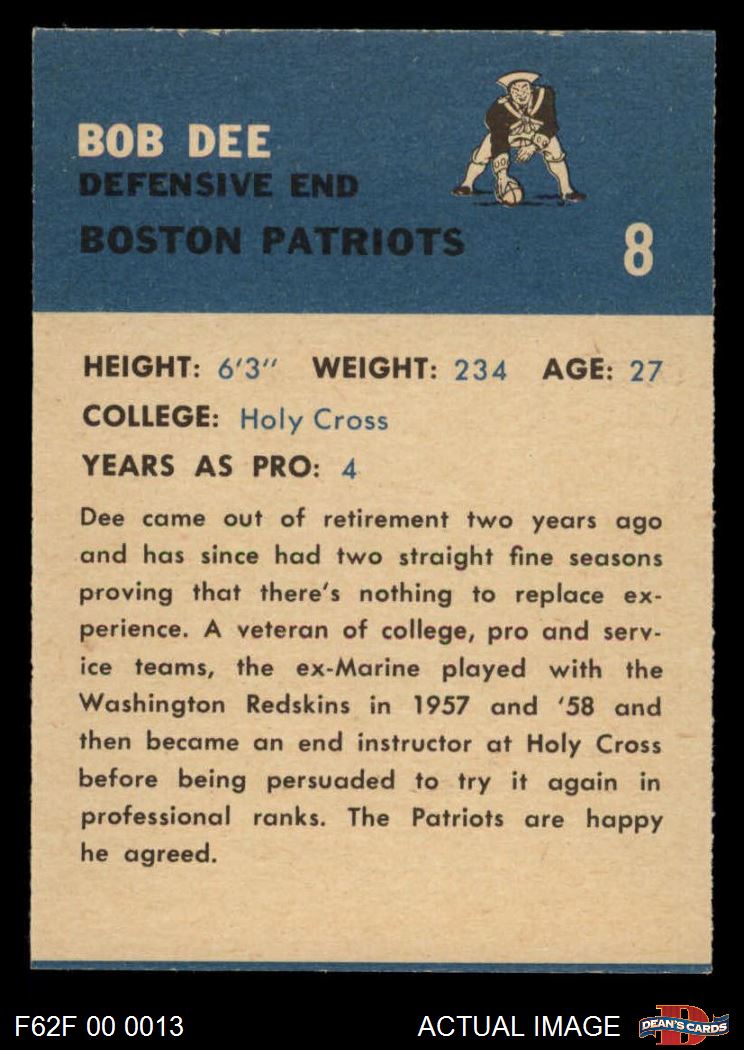 BOB DEE
DEFENSIVE END
BOSTON PATRIOTS
8
HEIGHT: 6'3" WEIGHT: 234 AGE: 27
COLLEGE: Holy Cross
YEARS AS PRO: 4
Dee came out of retirement two years ago
and has since had two straight fine seasons
proving that there's nothing to replace ex-
perience. A veteran of college, pro and serv-
ice teams, the ex-Marine played with the
Washington Redskins in 1957 and '58 and
then became an end instructor at Holy Cross
before being persuaded to try it again in
professional ranks. The Patriots are happy
he agreed.
F62F 00 0013
ACTUAL IMAGE
D
DEAN'S CARDS